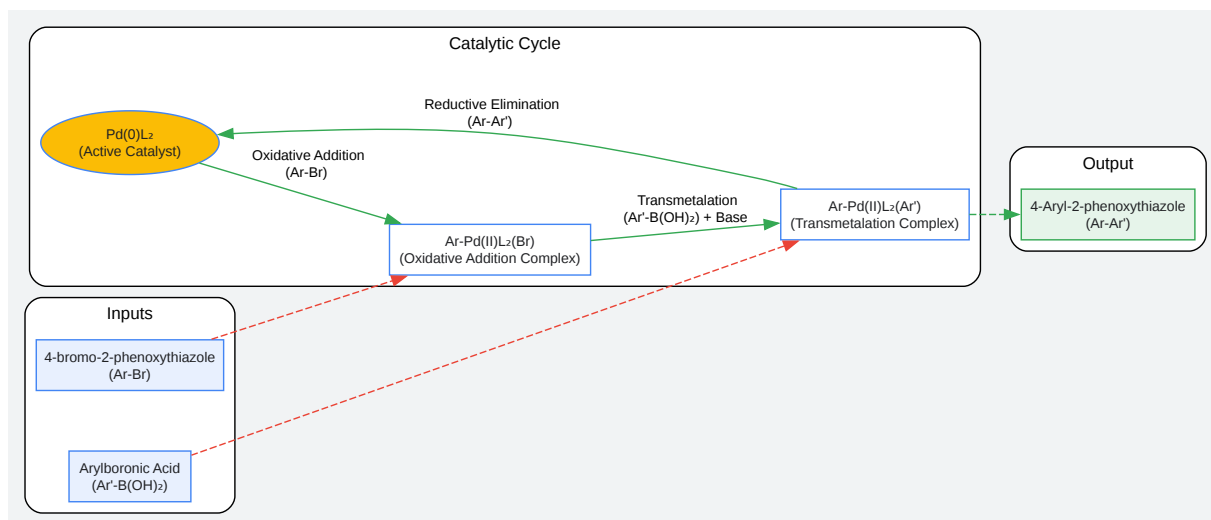 Catalytic Cycle
Reductive Elimination
(Ar-Ar')
Pd(0)L₂
(Active Catalyst)
Oxidative Addition
(Ar-Br)
Transmetalation
(Ar'-B(OH)₂) + Base
Ar-Pd(II)L₂(Br)
(Oxidative Addition Complex)
Ar-Pd(II)L₂(Ar')
(Transmetalation Complex)
Output
4-Aryl-2-phenoxythiazole
(Ar-Ar')
Inputs
4-bromo-2-phenoxythiazole
(Ar-Br)
Arylboronic Acid
(Ar'-B(OH)₂)